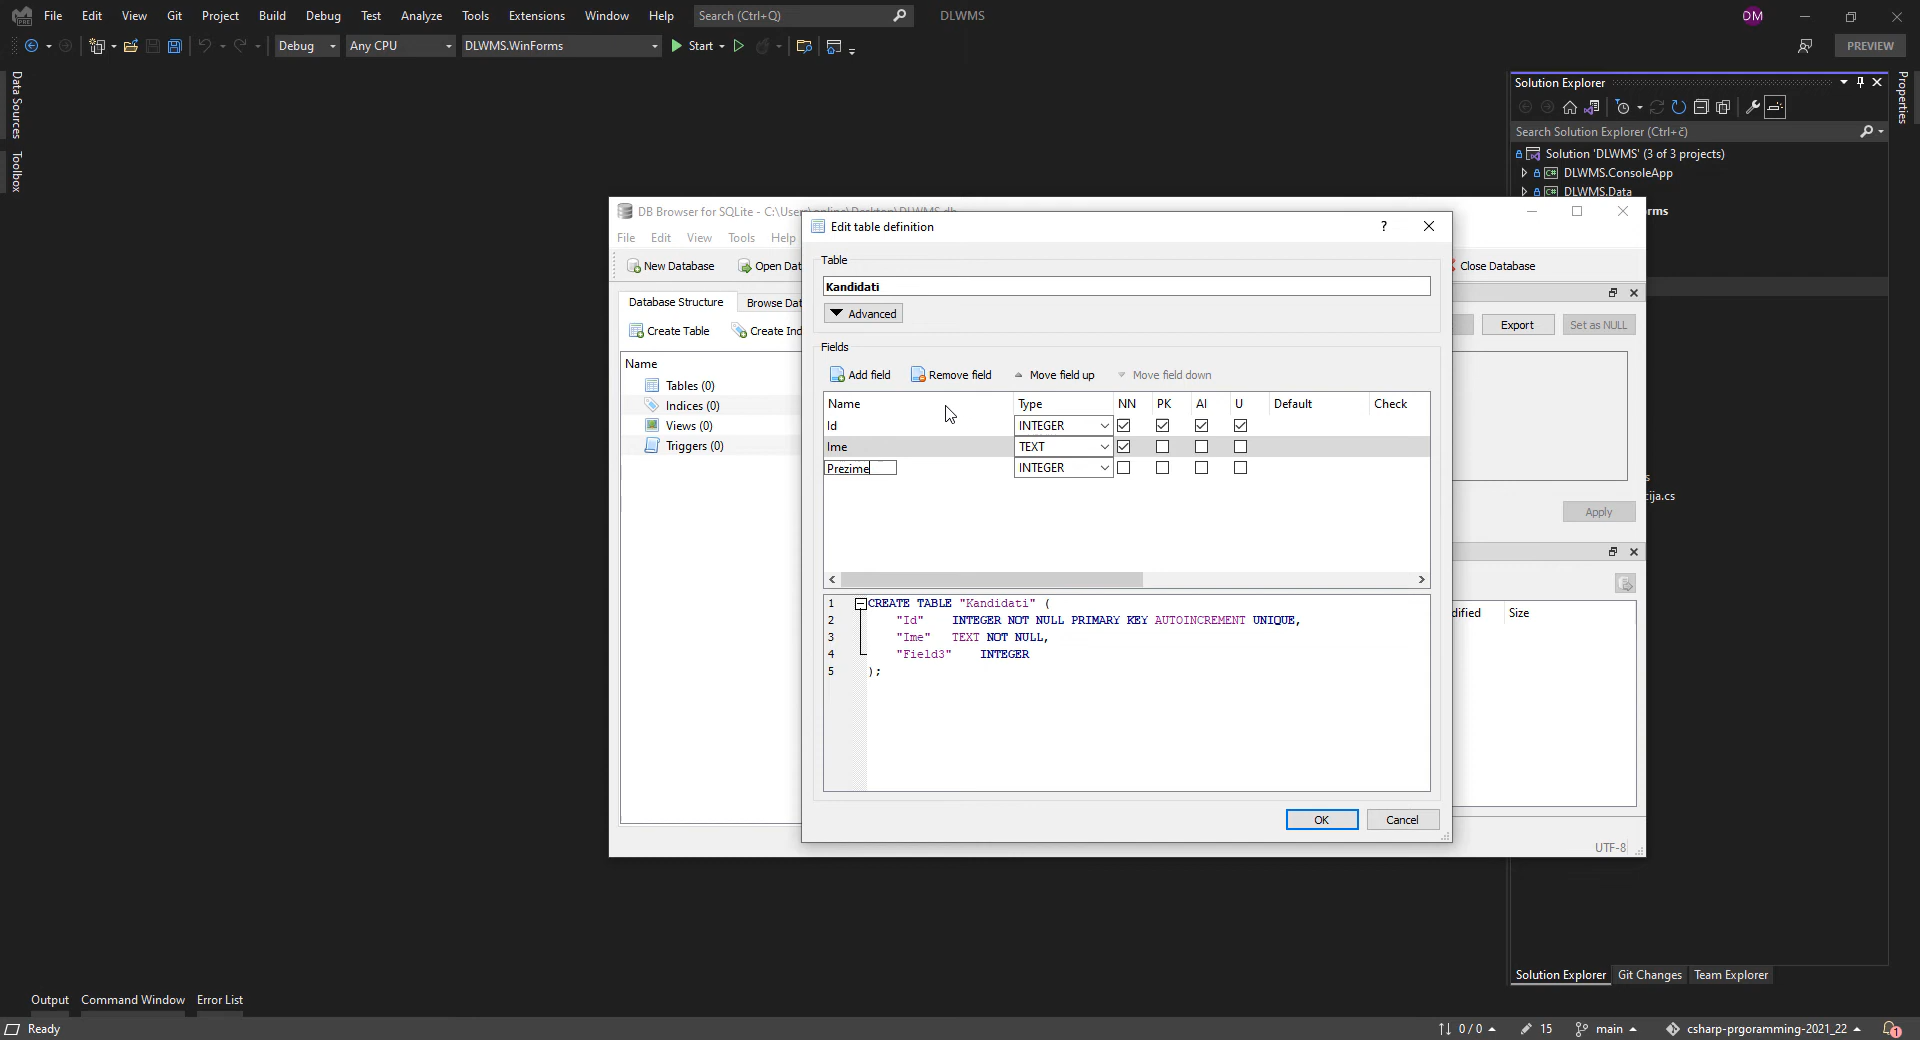 File Edit View Git Project Build Debug Test Analyze Tools Extensions Window Help Search (Ctrl+Q) DLWMS DM
Debug Any CPU DLWMS.WinForms Start PREVIEW
Data Sources
Toolbox
Properties
Solution Explorer
Search Solution Explorer (Ctrl+č)
Solution 'DLWMS' (3 of 3 projects)
DLWMS.ConsoleApp
DLWMS.Data
rms
DB Browser for SQLite - C:\Users\
File Edit View Tools Help
New Database Open Dat Close Database
Database Structure Browse Dat
Create Table Create Ind
Name
Tables (0)
Indices (0)
Views (0)
Triggers (0)
Export Set as NULL
s
cija.cs
Apply
dified Size
UTF-8
Edit table definition ?
Table
Kandidati
Advanced
Fields
Add field Remove field Move field up Move field down
Name Type NN PK AI U Default Check
Id INTEGER
Ime TEXT
Prezime INTEGER
1 CREATE TABLE "Kandidati" (
2 "Id" INTEGER NOT NULL PRIMARY KEY AUTOINCREMENT UNIQUE,
3 "Ime" TEXT NOT NULL,
4 "Field3" INTEGER
5 );
OK Cancel
Solution Explorer Git Changes Team Explorer
Output Command Window Error List
Ready 0 / 0 15 main csharp-prgoramming-2021_22 1